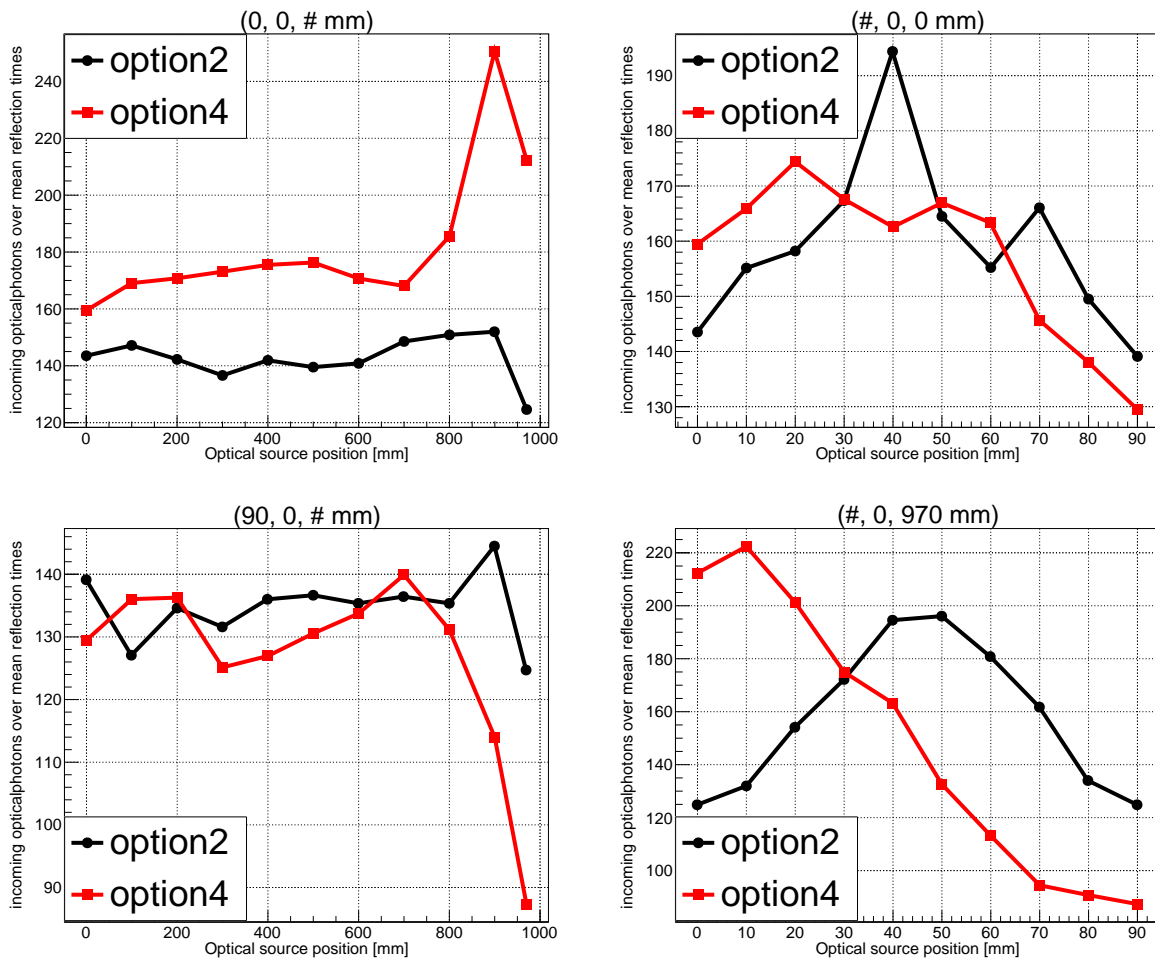 (0, 0, # mm)
incoming opticalphotons over mean reflection times
240
220
200
180
160
140
120
option2
option4
0 200 400 600 800 1000
Optical source position [mm]
(#, 0, 0 mm)
incoming opticalphotons over mean reflection times
190
180
170
160
150
140
130
option2
option4
0 10 20 30 40 50 60 70 80 90
Optical source position [mm]
(90, 0, # mm)
incoming opticalphotons over mean reflection times
140
130
120
110
100
90
option2
option4
0 200 400 600 800 1000
Optical source position [mm]
(#, 0, 970 mm)
incoming opticalphotons over mean reflection times
220
200
180
160
140
120
100
option2
option4
0 10 20 30 40 50 60 70 80 90
Optical source position [mm]